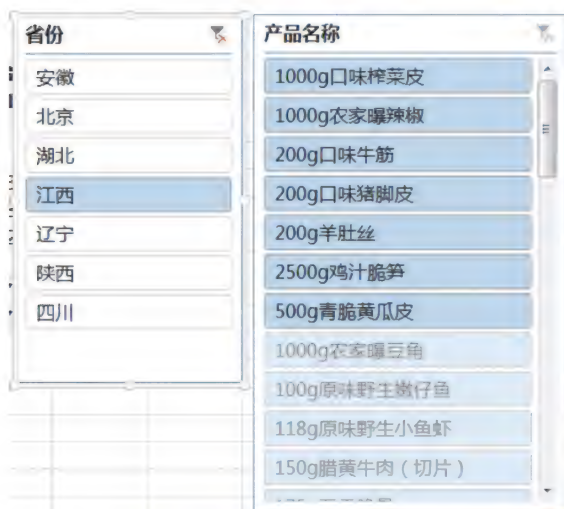 省份
安徽
北京
湖北
江西
辽宁
陕西
四川
产品名称
1000g口味榨菜皮
1000g农家曝辣椒
200g口味牛筋
200g口味猪脚皮
200g羊肚丝
2500g鸡汁脆笋
500g青脆黄瓜皮
1000g农家曝豆角
100g原味野生嫩仔鱼
118g原味野生小鱼虾
150g腊黄牛肉（切片）